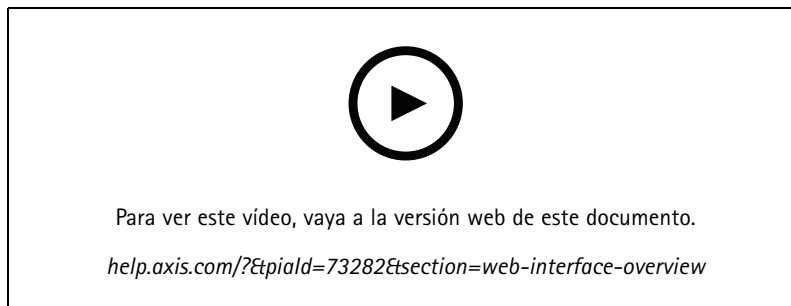 Para ver este vídeo, vaya a la versión web de este documento.
help.axis.com/?&piald=73282&section=web-interface-overview